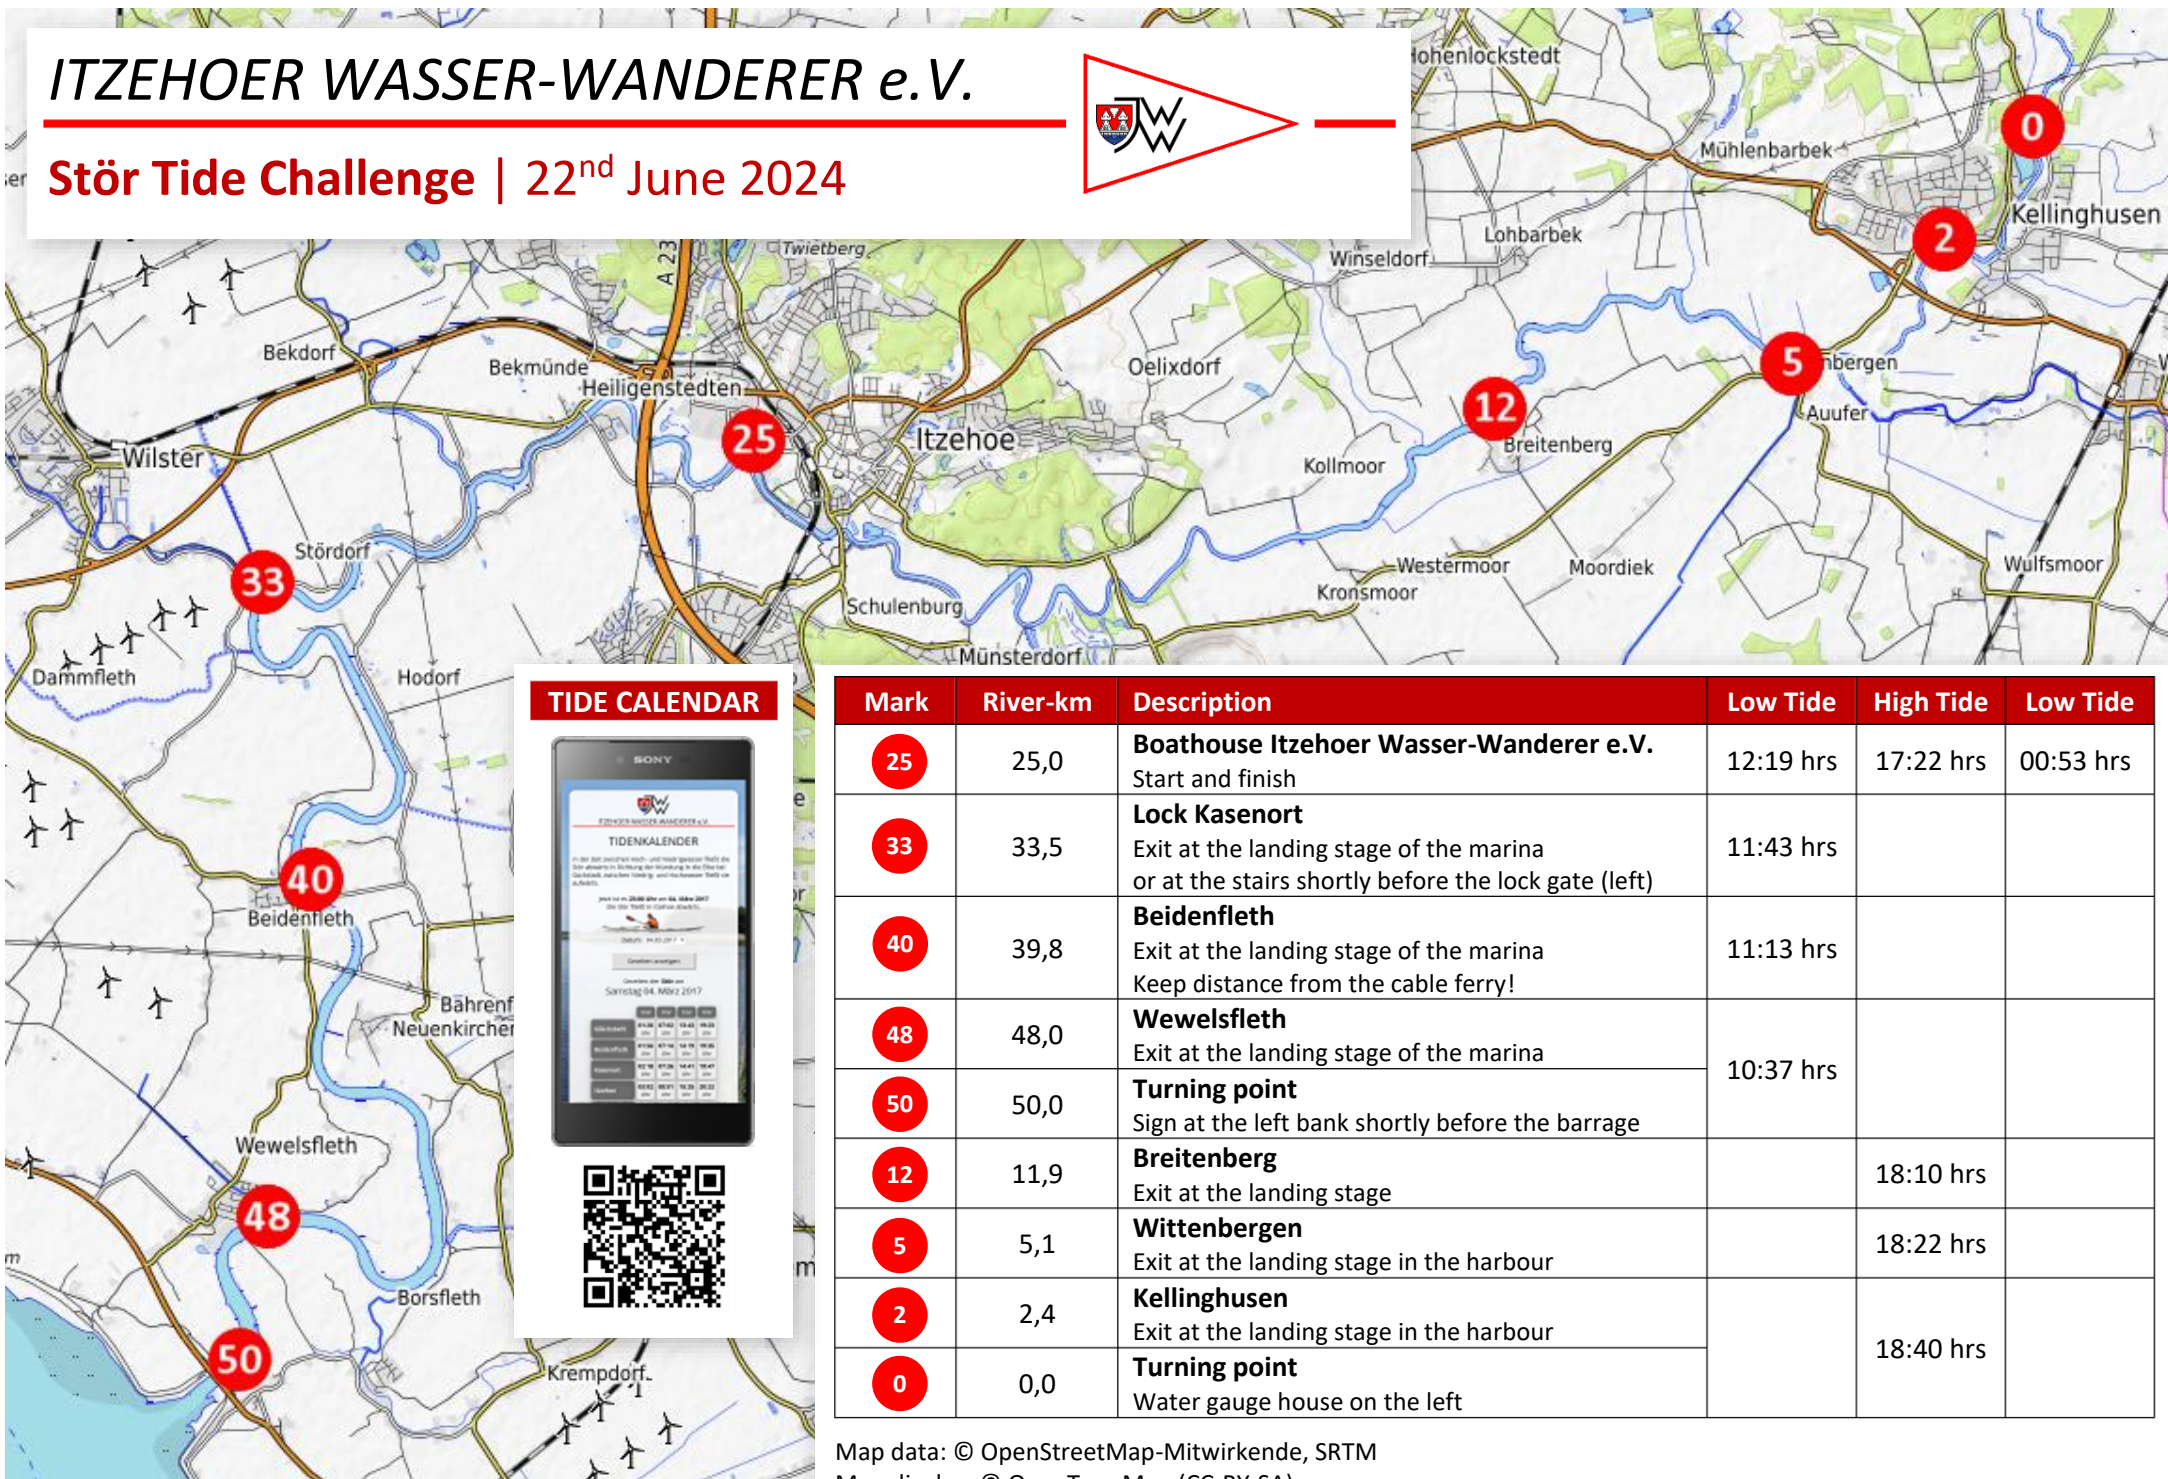 ITZEHOER WASSER-WANDERER e.V.
Stör Tide Challenge | 22nd June 2024
Hohenlockstedt
0
Mühlenbarbek
Kellinghusen
2
Lohbarbek
Winseldorf
A 23
Twietberg
Bekdorf
Bekmünde
Heiligenstedten
Oelixdorf
5
nbergen
12
Auufer
25
Itzehoe
Breitenberg
Wilster
Kollmoor
Stördorf
33
Westermoor
Moordiek
Wulfsmoor
Kronsmoor
Schulenburg
Münsterdorf
Dammfleth
Hodorf
40
Beidenfleth
Bahrenf
Neuenkircher
Wewelsfleth
48
Borsfleth
50
Krempdorf
TIDE CALENDAR
SONY
ITZEHOER WASSER-WANDERER e.V.
TIDENKALENDER
Samstag 04. März 2017
Mark River-km Description Low Tide High Tide Low Tide
25 25,0 Boathouse Itzehoer Wasser-Wanderer e.V. 12:19 hrs 17:22 hrs 00:53 hrs
Start and finish
33 33,5 Lock Kasenort 11:43 hrs
Exit at the landing stage of the marina
or at the stairs shortly before the lock gate (left)
40 39,8 Beidenfleth 11:13 hrs
Exit at the landing stage of the marina
Keep distance from the cable ferry!
48 48,0 Wewelsfleth 10:37 hrs
Exit at the landing stage of the marina
50 50,0 Turning point
Sign at the left bank shortly before the barrage
12 11,9 Breitenberg 18:10 hrs
Exit at the landing stage
5 5,1 Wittenbergen 18:22 hrs
Exit at the landing stage in the harbour
2 2,4 Kellinghusen 18:40 hrs
Exit at the landing stage in the harbour
0 0,0 Turning point
Water gauge house on the left
Map data: © OpenStreetMap-Mitwirkende, SRTM